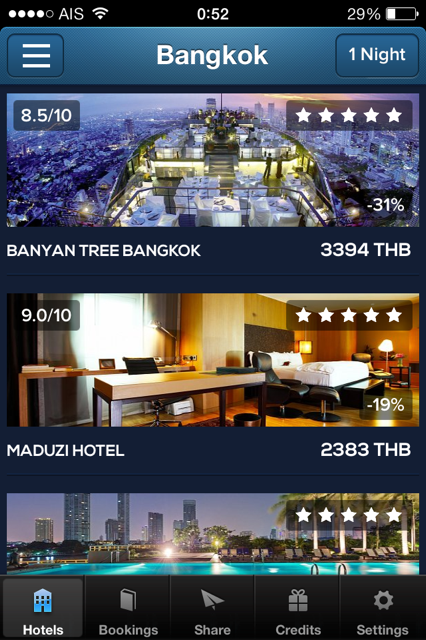 AIS 0:52 29%
Bangkok 1 Night
8.5/10
-31%
BANYAN TREE BANGKOK 3394 THB
9.0/10
-19%
MADUZI HOTEL 2383 THB
Hotels Bookings Share Credits Settings